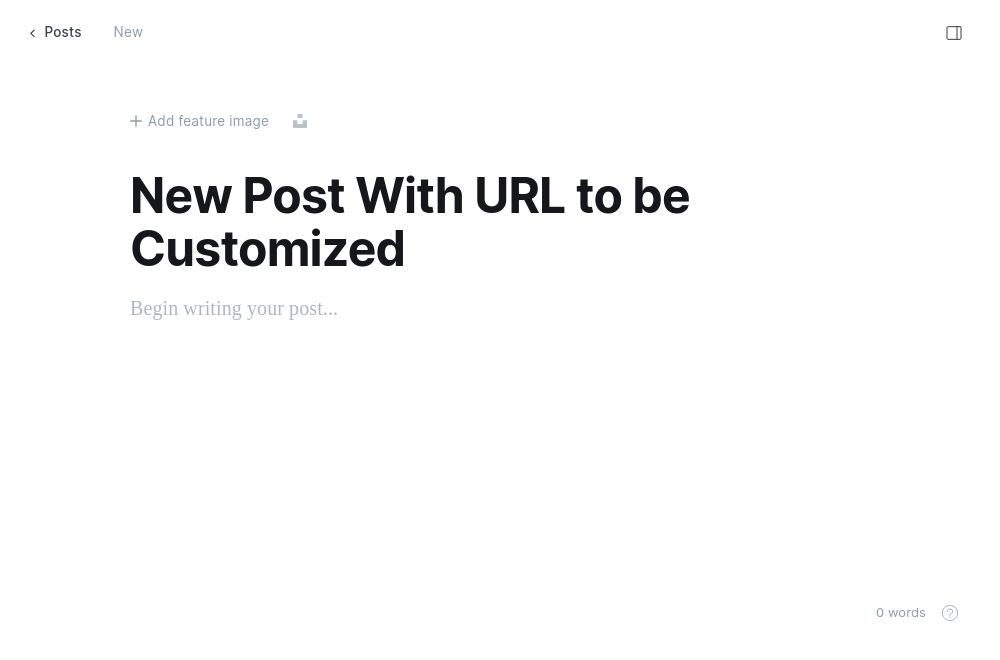 Posts
New
Add feature image
New Post With URL to be
Customized
Begin writing your post...
0 words
?